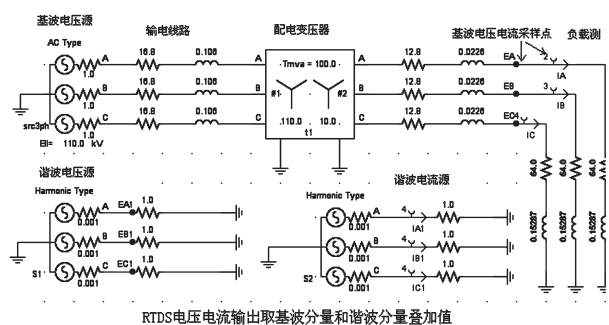 基波电压源 输电线路 配电变压器 基波电压电流采样点 负载测
AC Type
A 16.8 0.106 A Tmva = 100.0 A 12.8 0.0226 EA 2 IA
1.0
B 16.8 0.106 B #1 #2 B 12.8 0.0226 EB 3 IB
1.0
C 16.8 0.106 C 110.0 10.0 C 12.8 0.0226 EC4 IC
src3ph 1.0 t1
El= 110.0 kV
64.0 64.0 64.0
0.15287 0.15287 0.15287
谐波电压源 谐波电流源
Harmonic Type Harmonic Type
A EA1 1.0 A 4 IA1 1.0
0.001 0.001
B EB1 1.0 B 4 IB1 1.0
0.001 0.001
S1 C EC1 1.0 S2 C 4 IC1 1.0
0.001 0.001
RTDS电压电流输出取基波分量和谐波分量叠加值